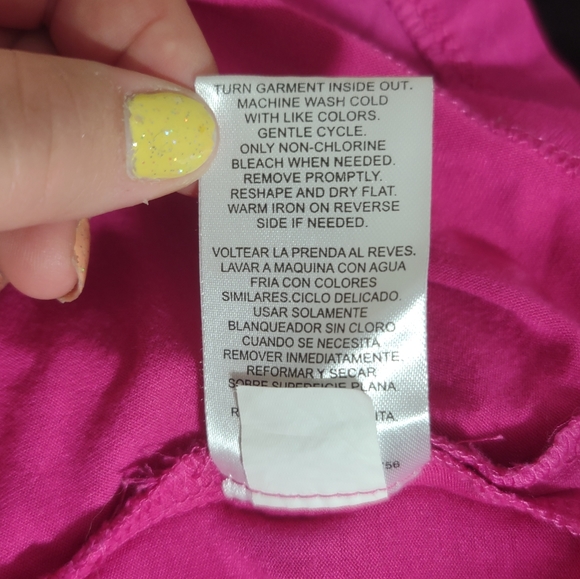 TURN GARMENT INSIDE OUT.
MACHINE WASH COLD
WITH LIKE COLORS.
GENTLE CYCLE.
ONLY NON-CHLORINE
BLEACH WHEN NEEDED.
REMOVE PROMPTLY.
RESHAPE AND DRY FLAT.
WARM IRON ON REVERSE
SIDE IF NEEDED.
VOLTEAR LA PRENDA AL REVES.
LAVAR A MAQUINA CON AGUA
FRIA CON COLORES
SIMILARES.CICLO DELICADO.
USAR SOLAMENTE
BLANQUEADOR SIN CLORO
CUANDO SE NECESITA
REMOVER INMEDIATAMENTE.
REFORMAR Y SECAR
SOBRE SUPERFICIE PLANA